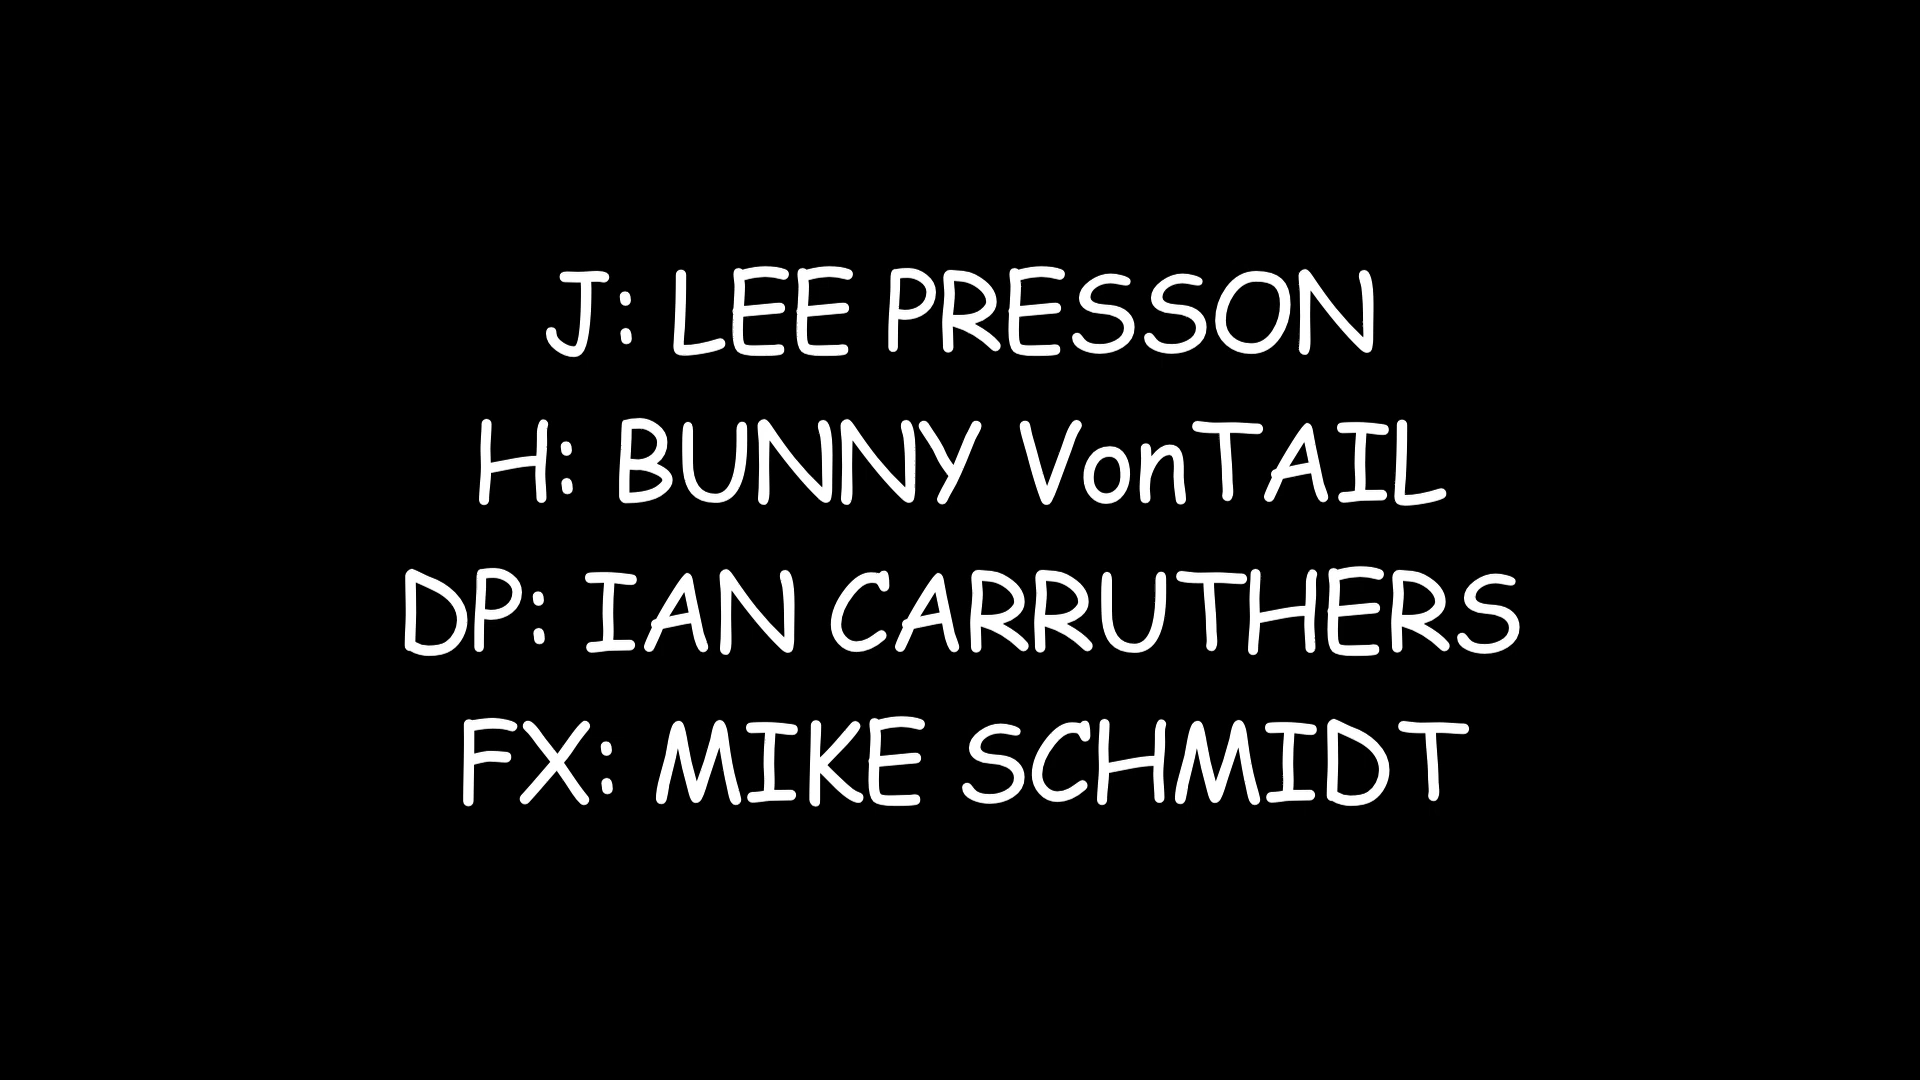 J: LEE PRESSON
H: BUNNY VonTAIL
DP: IAN CARRUTHERS
FX: MIKE SCHMIDT